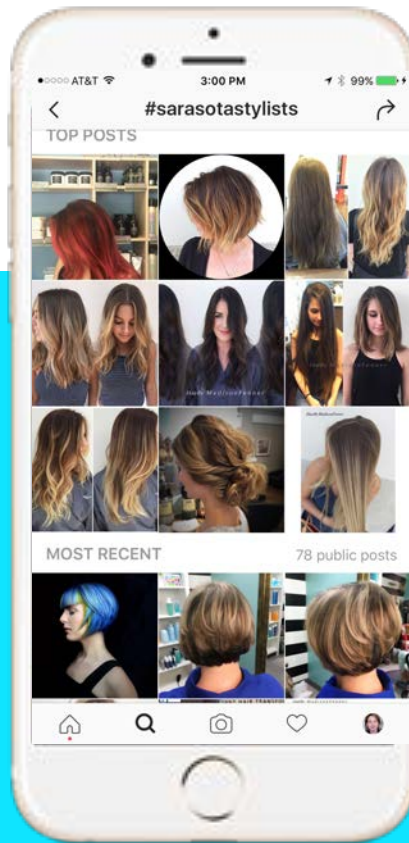 AT&T 3:00 PM 99%
#sarasotastylists
TOP POSTS
MOST RECENT 78 public posts